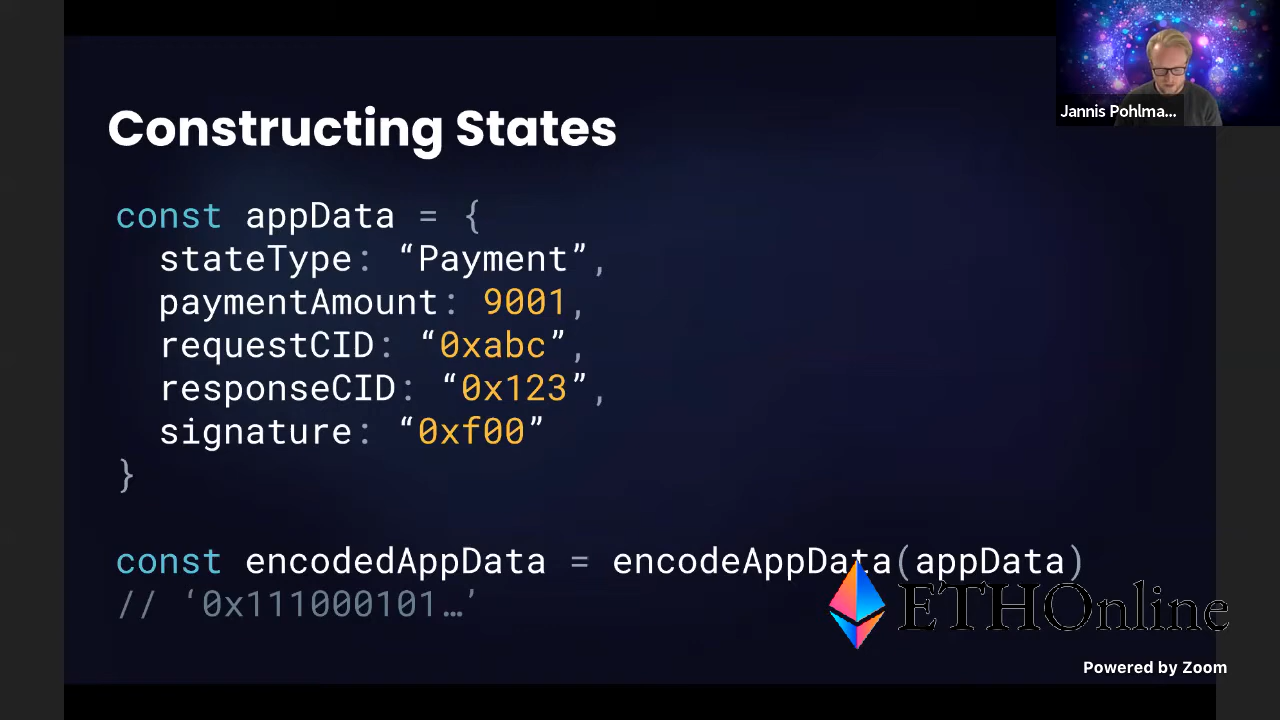 Constructing States
Jannis Pohlma...
const appData = {
stateType: “Payment”,
paymentAmount: 9001,
requestCID: “0xabc”,
responseCID: “0x123”,
signature: “0xf00”
}
const encodedAppData = encodeAppData(appData)
// ‘0x111000101…’
ETHOnline
Powered by Zoom